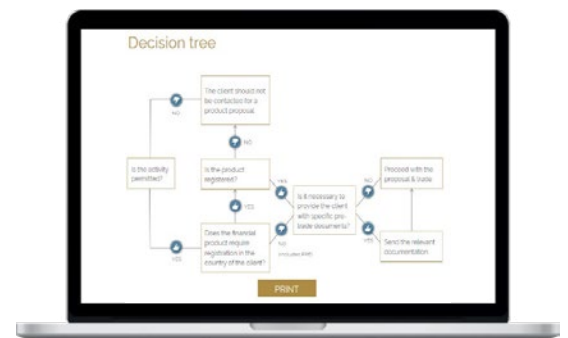 Decision tree
The client should not
be contacted for a
product proposal
NO
NO
Is the activity
permitted?
Is the product
registered?
YES
YES
Is it necessary to
provide the client
with specific pre-
trade documents?
NO
Proceed with the
proposal & trade
YES
Does the financial
product require
registration in the
country of the client?
YES
NO
Send the relevant
documentation
PRINT